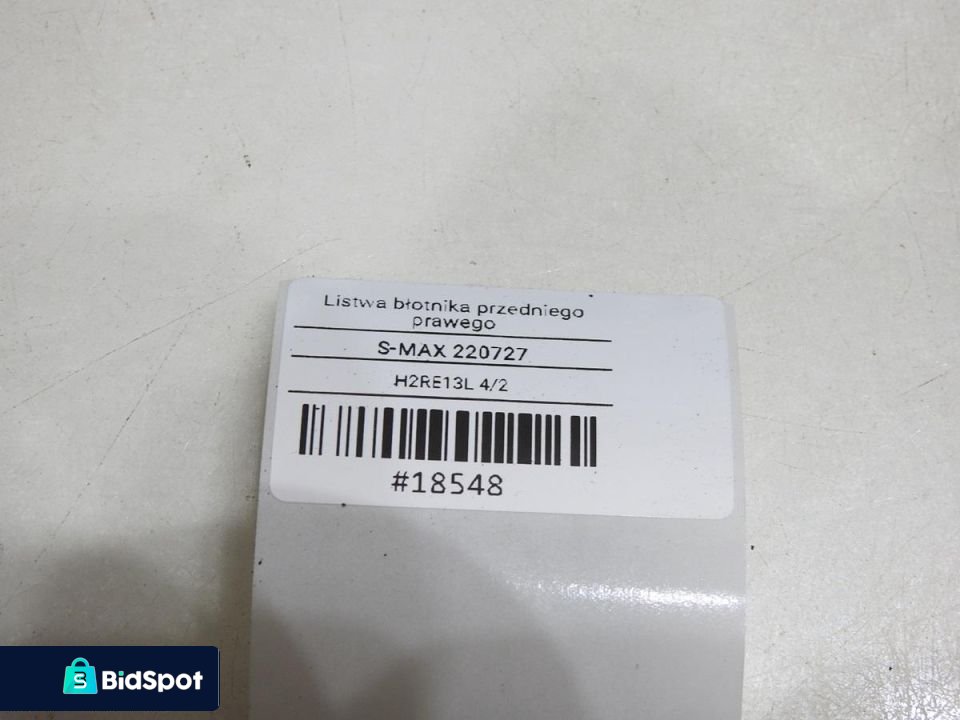 Listwa błotnika przedniego
prawego
S-MAX 220727
H2RE13L 4/2
#18548
BidSpot